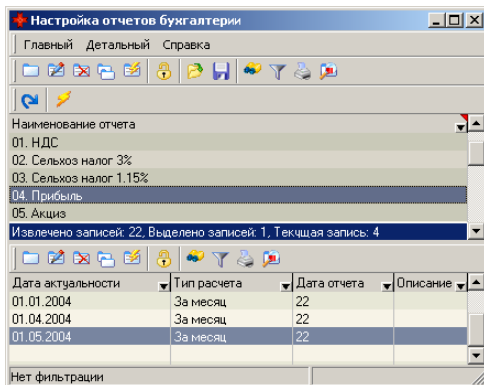 Настройка отчетов бухгалтерии
Главный Детальный Справка
Наименование отчета
01. НДС
02. Сельхоз налог 3%
03. Сельхоз налог 1.15%
04. Прибыль
05. Акциз
Извлечено записей: 22, Выделено записей: 1, Текущая запись: 4
Дата актуальности Тип расчета Дата отчета Описание
01.01.2004 За месяц 22
01.04.2004 За месяц 22
01.05.2004 За месяц 22
Нет фильтрации